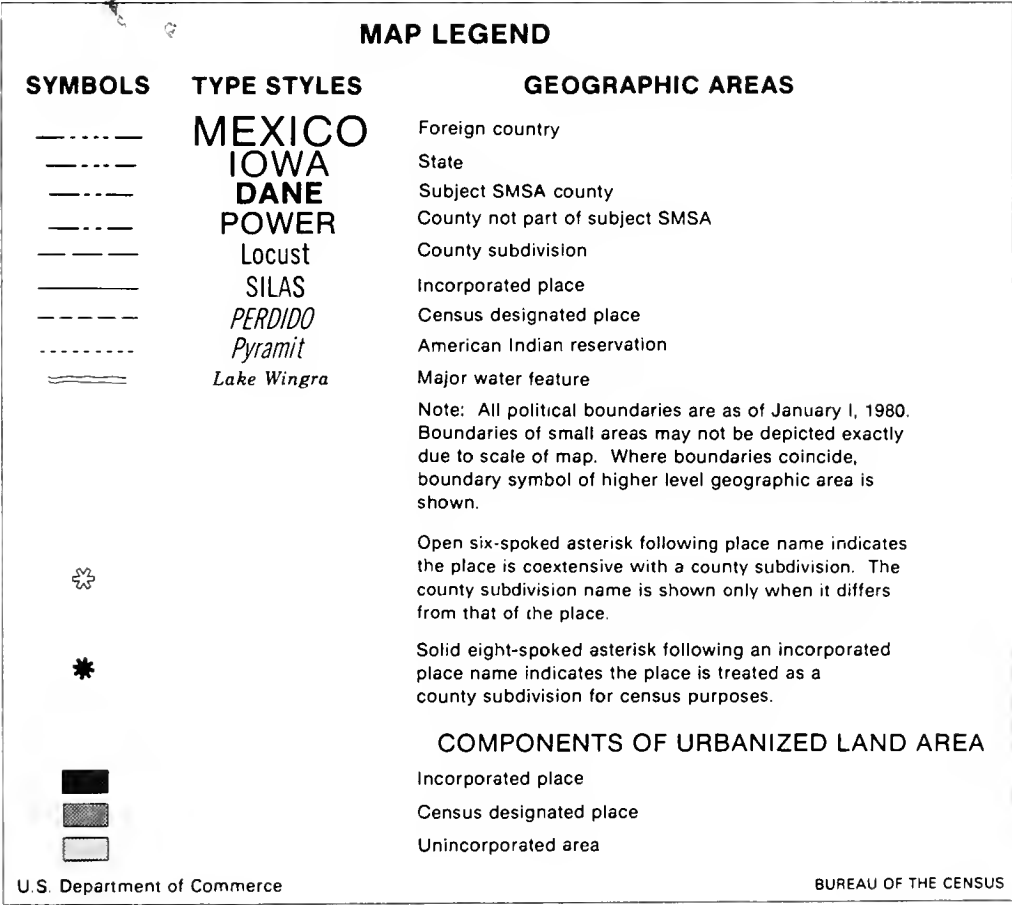 MAP LEGEND
SYMBOLS TYPE STYLES GEOGRAPHIC AREAS
MEXICO Foreign country
IOWA State
DANE Subject SMSA county
POWER County not part of subject SMSA
Locust County subdivision
SILAS Incorporated place
PERDIDO Census designated place
Pyramit American Indian reservation
Lake Wingra Major water feature
Note: All political boundaries are as of January I, 1980.
Boundaries of small areas may not be depicted exactly
due to scale of map. Where boundaries coincide,
boundary symbol of higher level geographic area is
shown.
Open six-spoked asterisk following place name indicates
the place is coextensive with a county subdivision. The
county subdivision name is shown only when it differs
from that of the place.
Solid eight-spoked asterisk following an incorporated
place name indicates the place is treated as a
county subdivision for census purposes.
COMPONENTS OF URBANIZED LAND AREA
Incorporated place
Census designated place
Unincorporated area
U.S. Department of Commerce BUREAU OF THE CENSUS